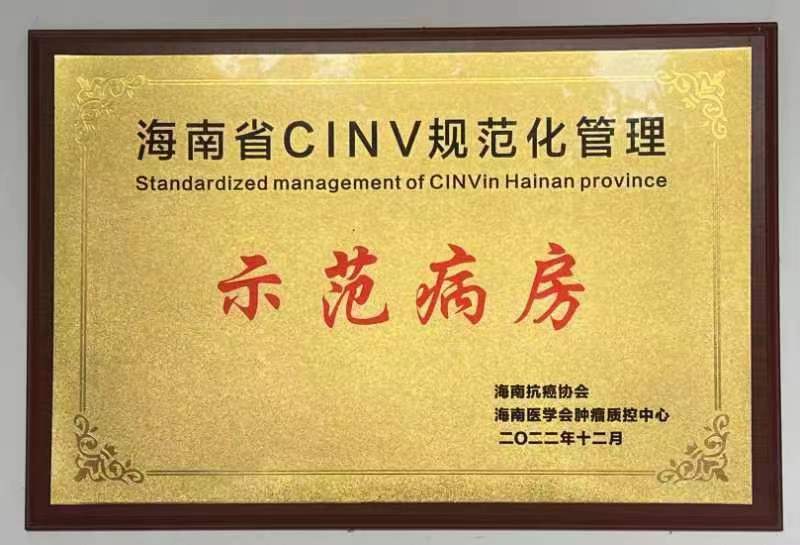 海南省CINV规范化管理
Standardized management of CINVin Hainan province
示范病房
海南抗癌协会
海南医学会肿瘤质控中心
二〇二二年十二月